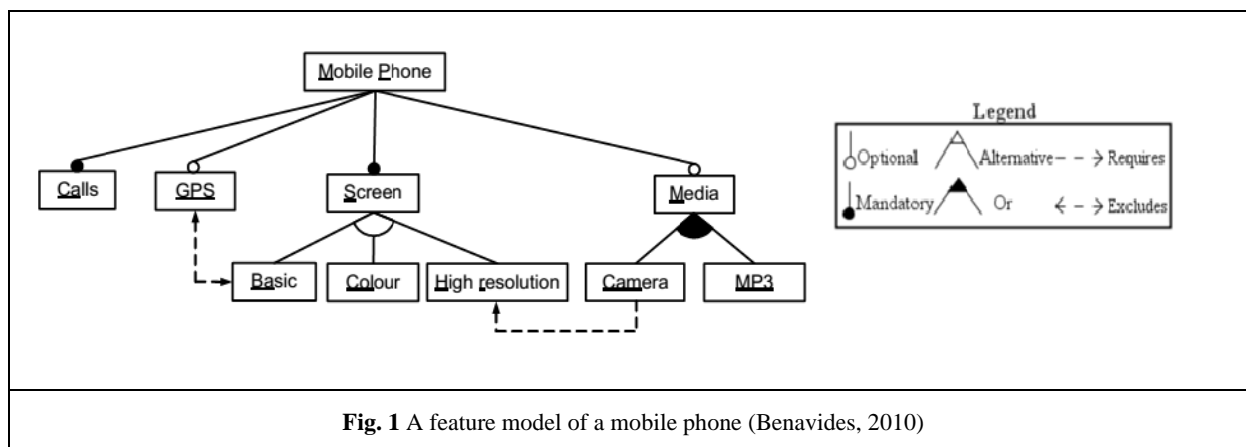 Mobile Phone
Calls
GPS
Screen
Media
Basic
Colour
High resolution
Camera
MP3
Legend
Optional
Alternative
Requires
Mandatory
Or
Excludes
Fig. 1 A feature model of a mobile phone (Benavides, 2010)